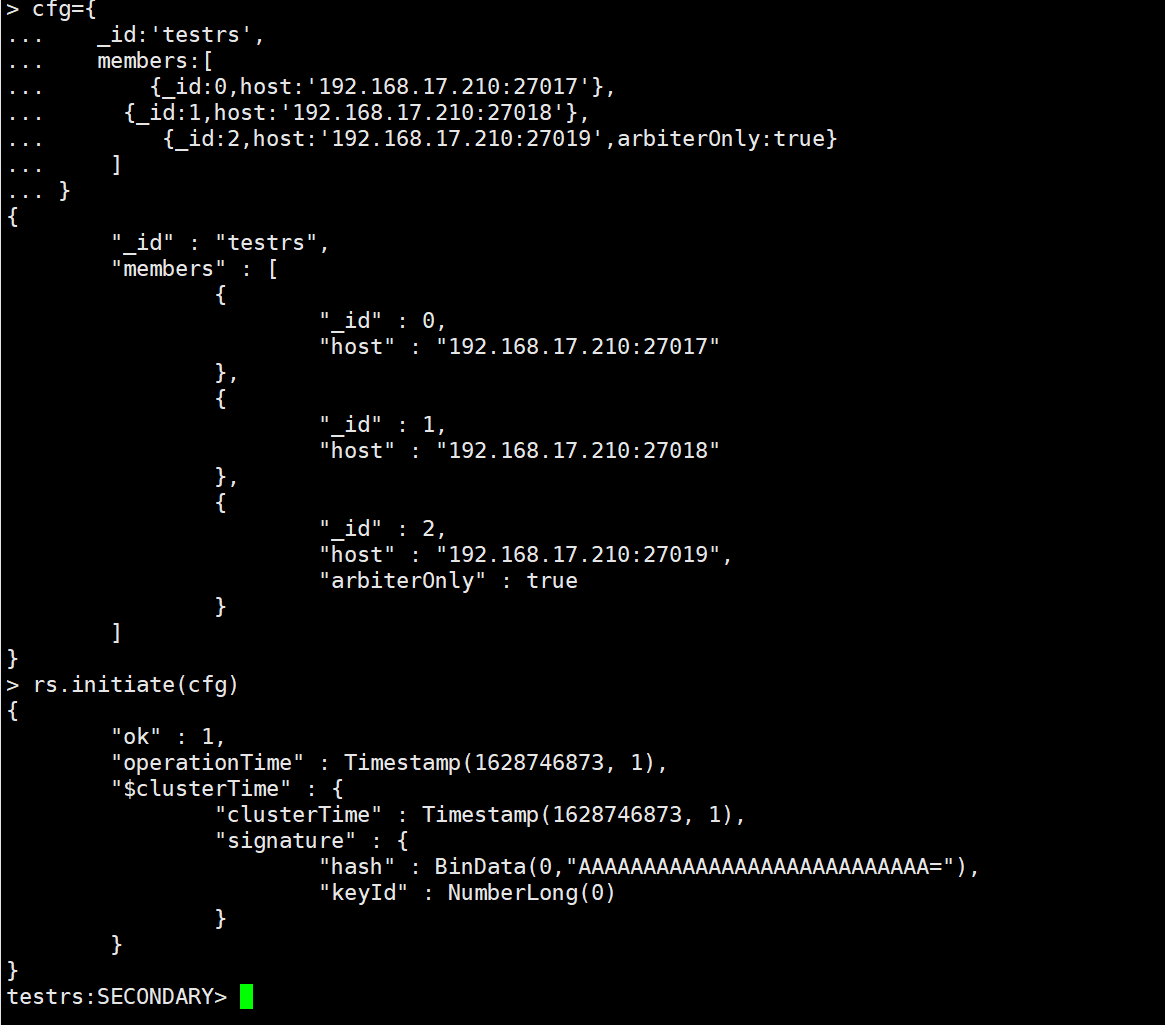 > cfg={
...    _id:'testrs',
...    members:[
...        {_id:0,host:'192.168.17.210:27017'},
...      {_id:1,host:'192.168.17.210:27018'},
...         {_id:2,host:'192.168.17.210:27019',arbiterOnly:true}
...     ]
... }
{
        "_id" : "testrs",
        "members" : [
                {
                        "_id" : 0,
                        "host" : "192.168.17.210:27017"
                },
                {
                        "_id" : 1,
                        "host" : "192.168.17.210:27018"
                },
                {
                        "_id" : 2,
                        "host" : "192.168.17.210:27019",
                        "arbiterOnly" : true
                }
        ]
}
> rs.initiate(cfg)
{
        "ok" : 1,
        "operationTime" : Timestamp(1628746873, 1),
        "$clusterTime" : {
                "clusterTime" : Timestamp(1628746873, 1),
                "signature" : {
                        "hash" : BinData(0,"AAAAAAAAAAAAAAAAAAAAAAAAAAA="),
                        "keyId" : NumberLong(0)
                }
        }
}
testrs:SECONDARY>